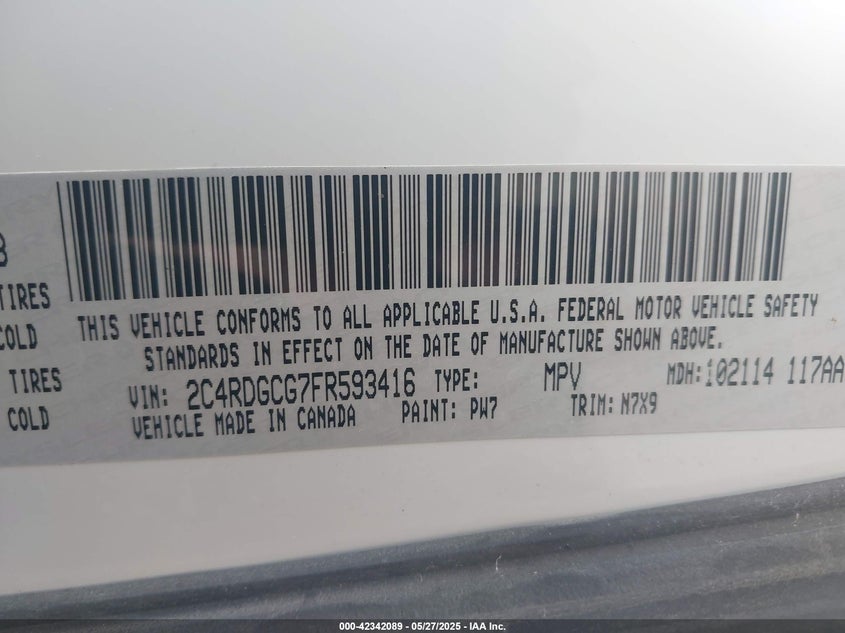 TIRES
COLD
TIRES
COLD
THIS VEHICLE CONFORMS TO ALL APPLICABLE U.S.A. FEDERAL MOTOR VEHICLE SAFETY
STANDARDS IN EFFECT ON THE DATE OF MANUFACTURE SHOWN ABOVE.
VIN: 2C4RDGCG7FR593416 TYPE: MPV MDH: 102114 117AA
VEHICLE MADE IN CANADA PAINT: PW7 TRIM: N7X9
000-42342089 - 05/27/2025 - IAA Inc.